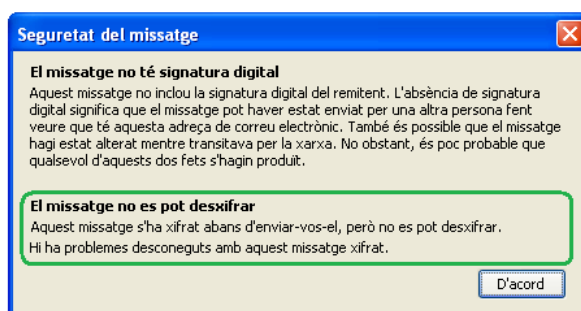 Seguretat del missatge
El missatge no té signatura digital
Aquest missatge no inclou la signatura digital del remitent. L'absència de signatura
digital significa que el missatge pot haver estat enviat per una altra persona fent
veure que té aquesta adreça de correu electrònic. També és possible que el missatge
hagi estat alterat mentre transitava per la xarxa. No obstant, és poc probable que
qualsevol d'aquests dos fets s'hagin produït.
El missatge no es pot desxifrar
Aquest missatge s'ha xifrat abans d'enviar-vos-el, però no es pot desxifrar.
Hi ha problemes desconeguts amb aquest missatge xifrat.
D'acord